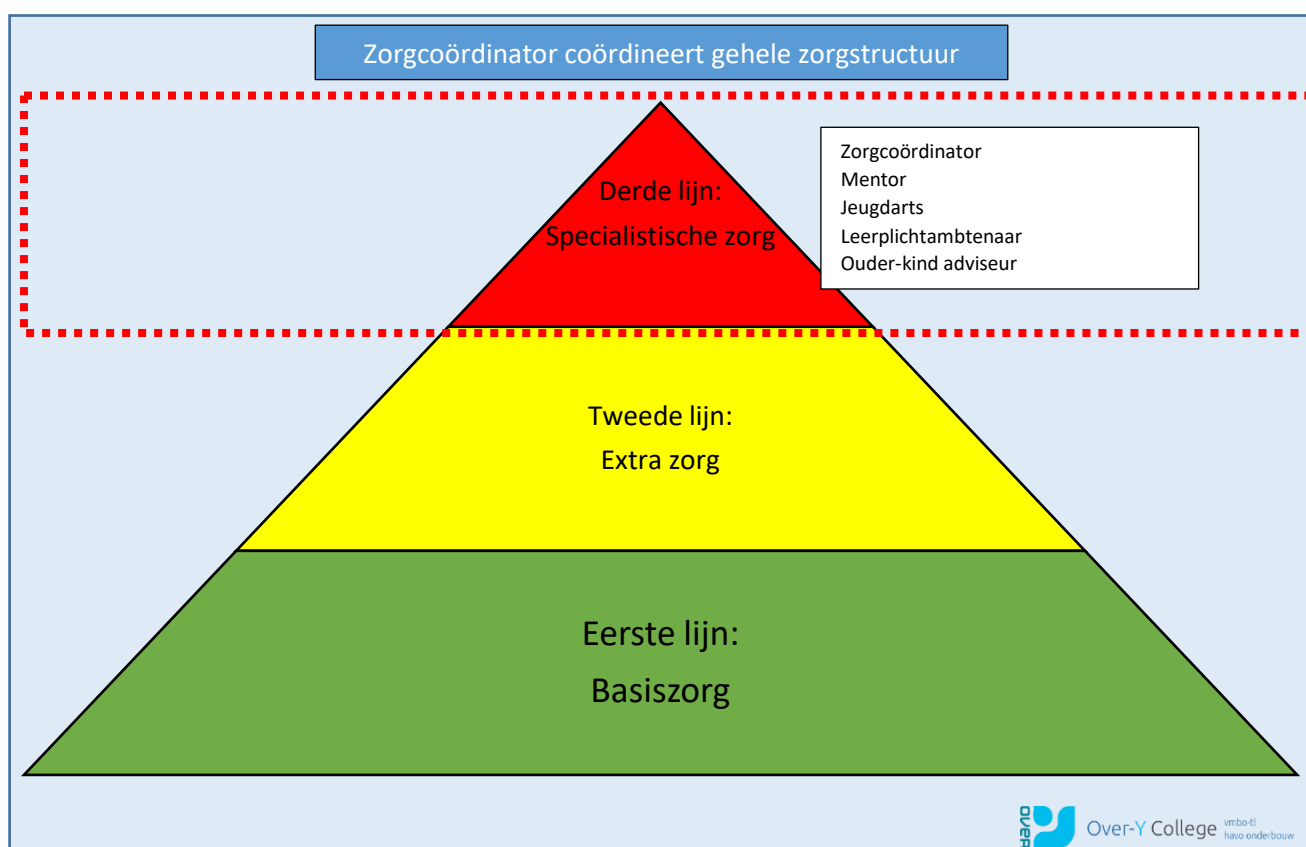 Zorgcoördinator coördineert gehele zorgstructuur
Derde lijn:
Specialistische zorg
Zorgcoördinator
Mentor
Jeugdarts
Leerplichtambtenaar
Ouder-kind adviseur
Tweede lijn:
Extra zorg
Eerste lijn:
Basiszorg
Over-Y College
vmbo-tl
havo onderbouw